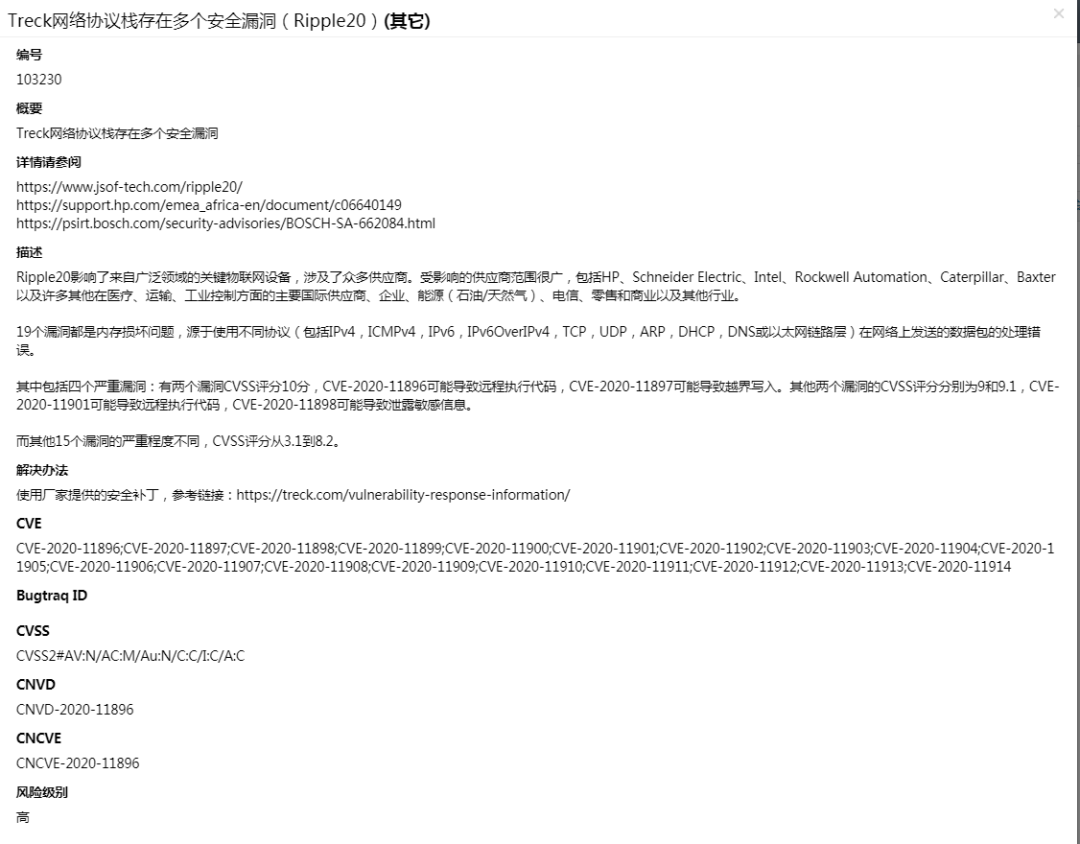 Treck网络协议栈存在多个安全漏洞（Ripple20）(其它)
编号
103230
概要
Treck网络协议栈存在多个安全漏洞
详情请参阅
https://www.jsof-tech.com/ripple20/
https://support.hp.com/emea_africa-en/document/c06640149
https://psirt.bosch.com/security-advisories/BOSCH-SA-662084.html
描述
Ripple20影响了来自广泛领域的关键物联网设备，涉及了众多供应商。受影响的供应商范围很广，包括HP、Schneider Electric、Intel、Rockwell Automation、Caterpillar、Baxter
以及许多其他在医疗、运输、工业控制方面的主要国际供应商、企业、能源（石油/天然气）、电信、零售和商业以及其他行业。
19个漏洞都是内存损坏问题，源于使用不同协议（包括IPv4，ICMPv4，IPv6，IPv6OverIPv4，TCP，UDP，ARP，DHCP，DNS或以太网链路层）在网络上发送的数据包的处理错
误。
其中包括四个严重漏洞：有两个漏洞CVSS评分10分，CVE-2020-11896可能导致远程执行代码，CVE-2020-11897可能导致越界写入。其他两个漏洞的CVSS评分分别为9和9.1，CVE-
2020-11901可能导致远程执行代码，CVE-2020-11898可能导致泄露敏感信息。
而其他15个漏洞的严重程度不同，CVSS评分从3.1到8.2。
解决办法
使用厂家提供的安全补丁，参考链接：https://treck.com/vulnerability-response-information/
CVE
CVE-2020-11896;CVE-2020-11897;CVE-2020-11898;CVE-2020-11899;CVE-2020-11900;CVE-2020-11901;CVE-2020-11902;CVE-2020-11903;CVE-2020-11904;CVE-2020-1
1905;CVE-2020-11906;CVE-2020-11907;CVE-2020-11908;CVE-2020-11909;CVE-2020-11910;CVE-2020-11911;CVE-2020-11912;CVE-2020-11913;CVE-2020-11914
Bugtraq ID
CVSS
CVSS2#AV:N/AC:M/Au:N/C:C/I:C/A:C
CNVD
CNVD-2020-11896
CNCVE
CNCVE-2020-11896
风险级别
高